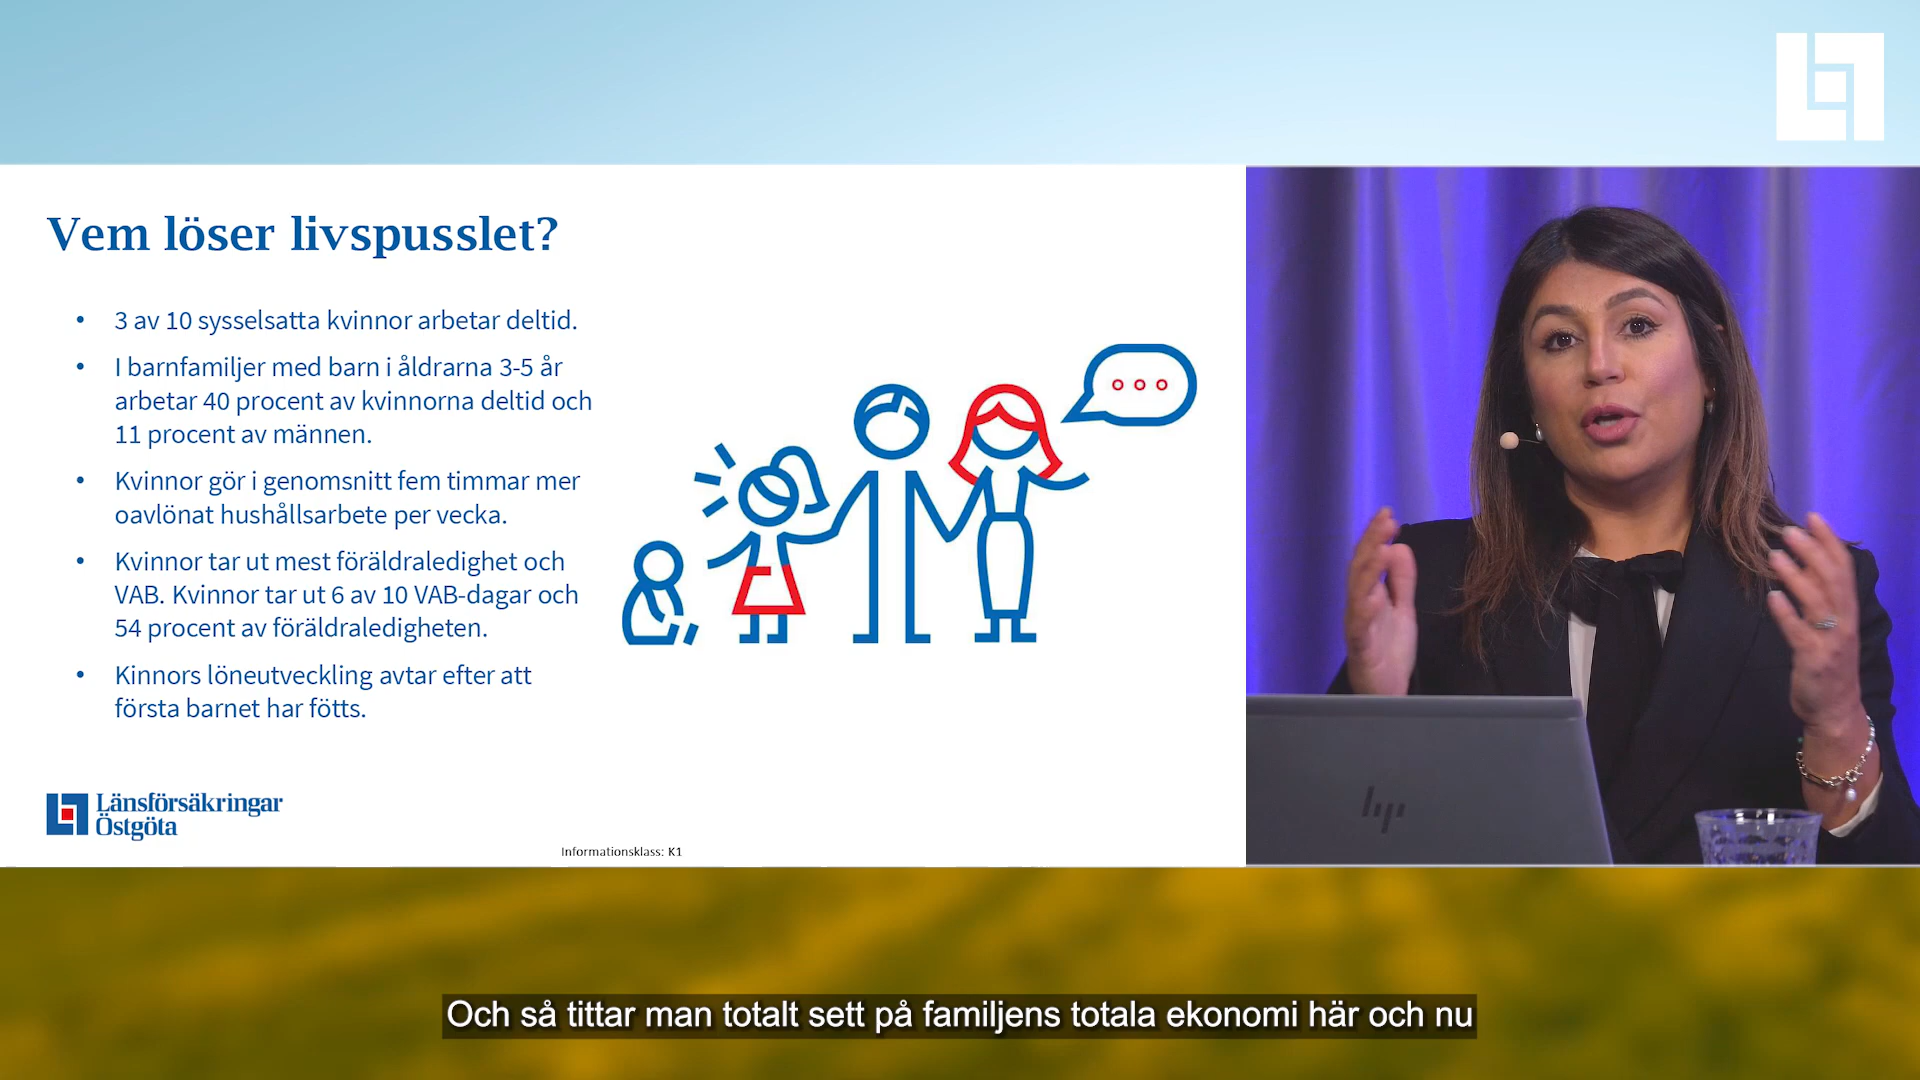 Vem löser livspusslet?
• 3 av 10 sysselsatta kvinnor arbetar deltid.
• I barnfamiljer med barn i åldrarna 3-5 år
arbetar 40 procent av kvinnorna deltid och
11 procent av männen.
• Kvinnor gör i genomsnitt fem timmar mer
oavlönat hushållsarbete per vecka.
• Kvinnor tar ut mest föräldraledighet och
VAB. Kvinnor tar ut 6 av 10 VAB-dagar och
54 procent av föräldraledigheten.
• Kinnors löneutveckling avtar efter att
första barnet har fötts.
Länsförsäkringar
Östgöta
Informationsklass: K1
hp
Och så tittar man totalt sett på familjens totala ekonomi här och nu